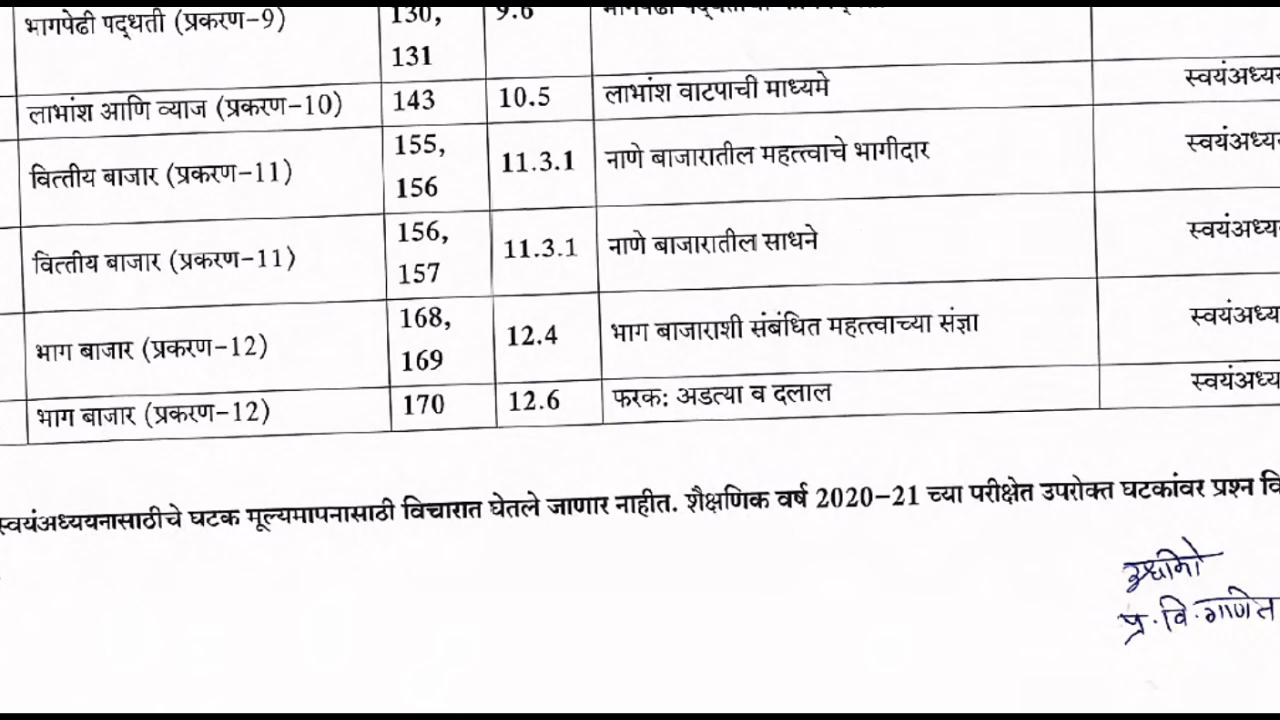 भागपेढी पद्धती (प्रकरण-9) 130, 131 9.6
लाभांश आणि व्याज (प्रकरण-10) 143 10.5 लाभांश वाटपाची माध्यमे
वित्तीय बाजार (प्रकरण-11) 155, 156 11.3.1 नाणे बाजारातील महत्त्वाचे भागीदार
वित्तीय बाजार (प्रकरण-11) 156, 157 11.3.1 नाणे बाजारातील साधने
भाग बाजार (प्रकरण-12) 168, 169 12.4 भाग बाजाराशी संबंधित महत्त्वाच्या संज्ञा
भाग बाजार (प्रकरण-12) 170 12.6 फरक: अडत्या व दलाल
स्वयंअध्ययनासाठीचे घटक मूल्यमापनासाठी विचारात घेतले जाणार नाहीत. शैक्षणिक वर्ष 2020-21 च्या परीक्षेत उपरोक्त घटकांवर प्रश्न वि
प्र.वि.गणित